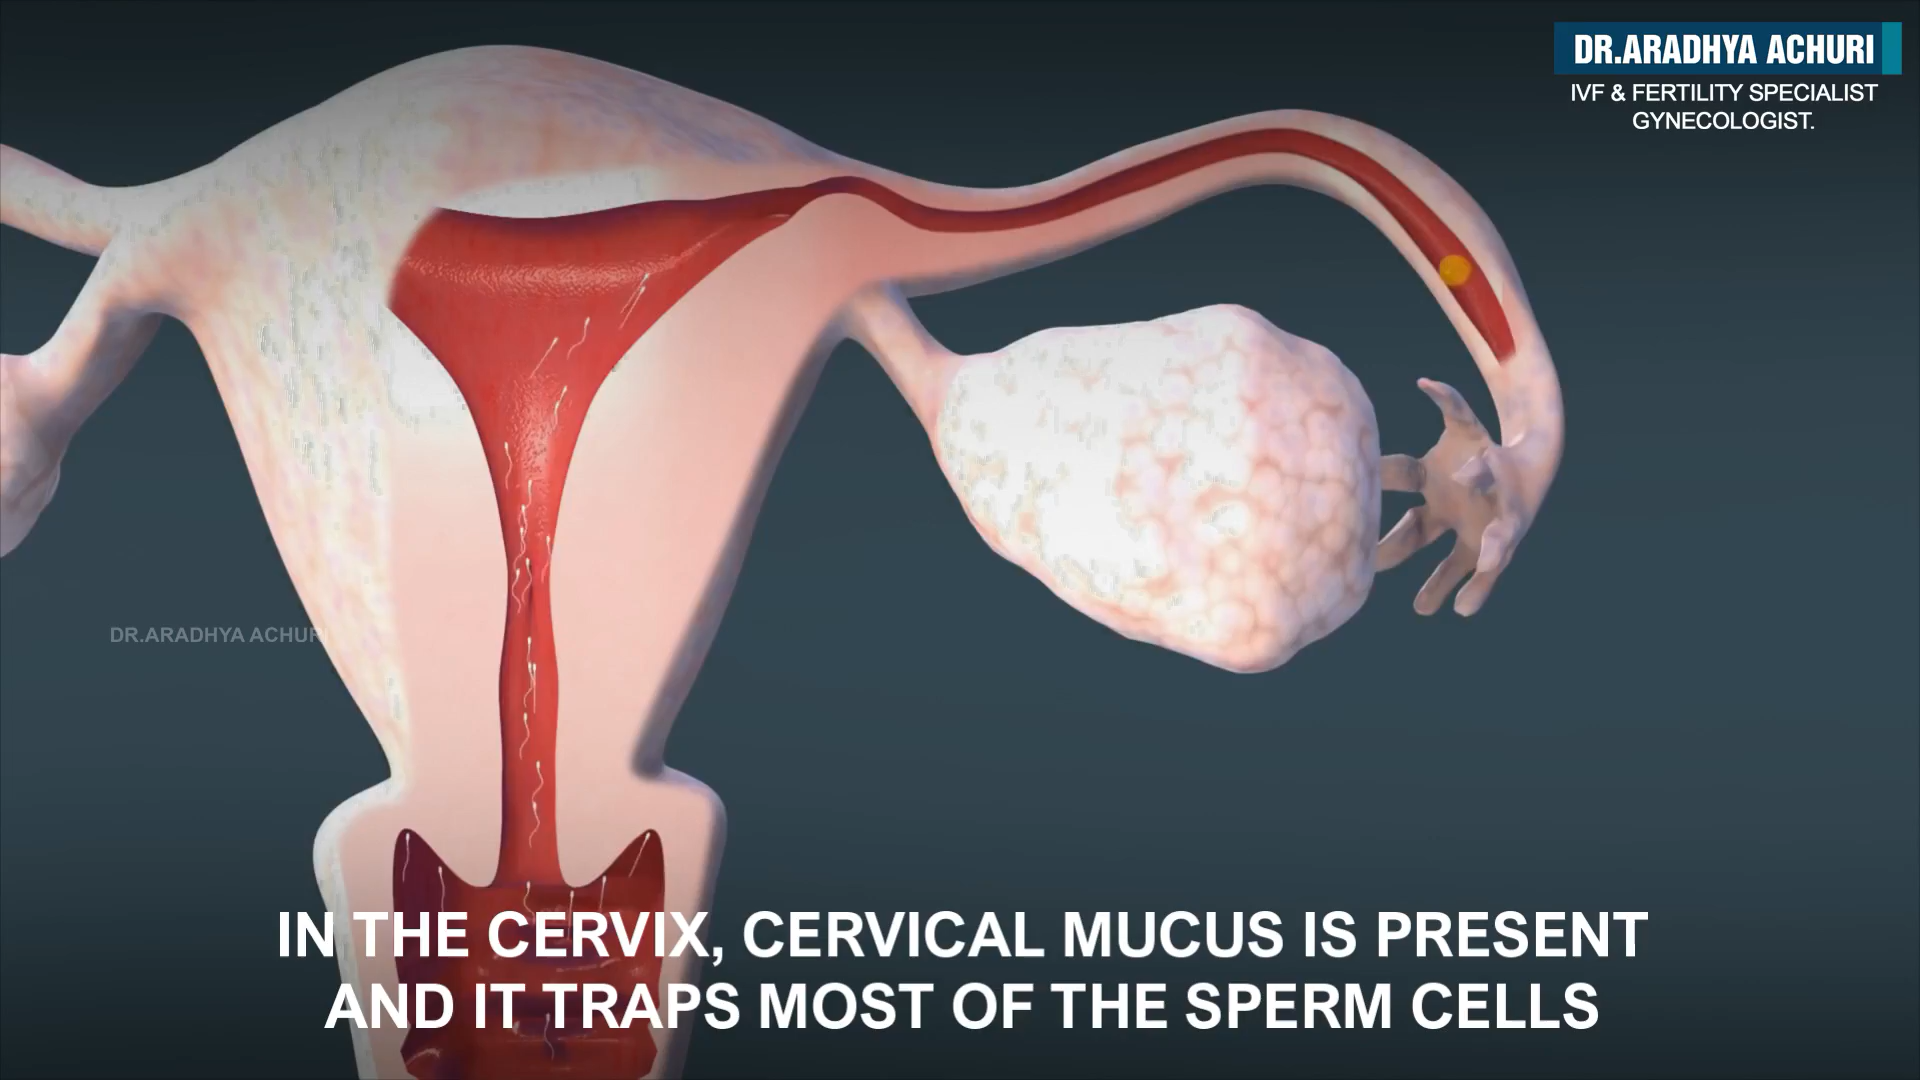 DR.ARADHYA ACHURI
IVF & FERTILITY SPECIALIST
GYNECOLOGIST.
DR.ARADHYA ACHURI
IN THE CERVIX, CERVICAL MUCUS IS PRESENT
AND IT TRAPS MOST OF THE SPERM CELLS